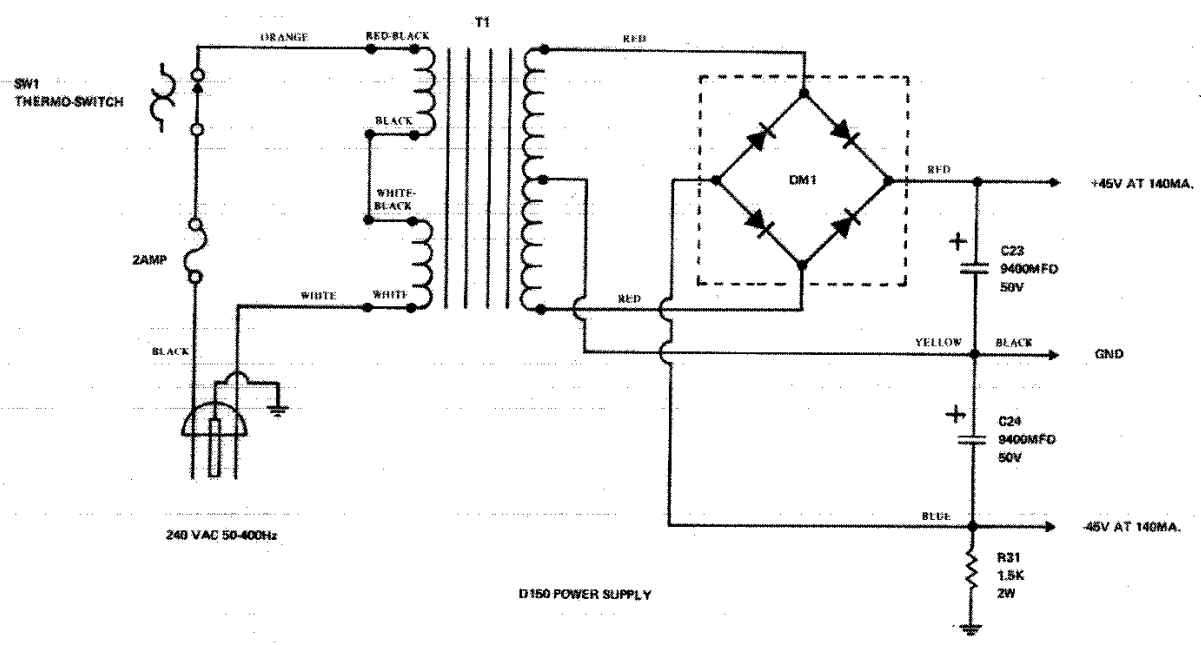 T1
ORANGE
RED-BLACK
RED
SW1
THERMO-SWITCH
BLACK
WHITE-
BLACK
DM1
RED
+45V AT 140MA.
2AMP
C23
9400MFD
50V
WHITE
WHITE
RED
BLACK
YELLOW
BLACK
GND
C24
9400MFD
50V
240 VAC 50-400Hz
BLUE
-45V AT 140MA.
R31
1.5K
2W
D150 POWER SUPPLY